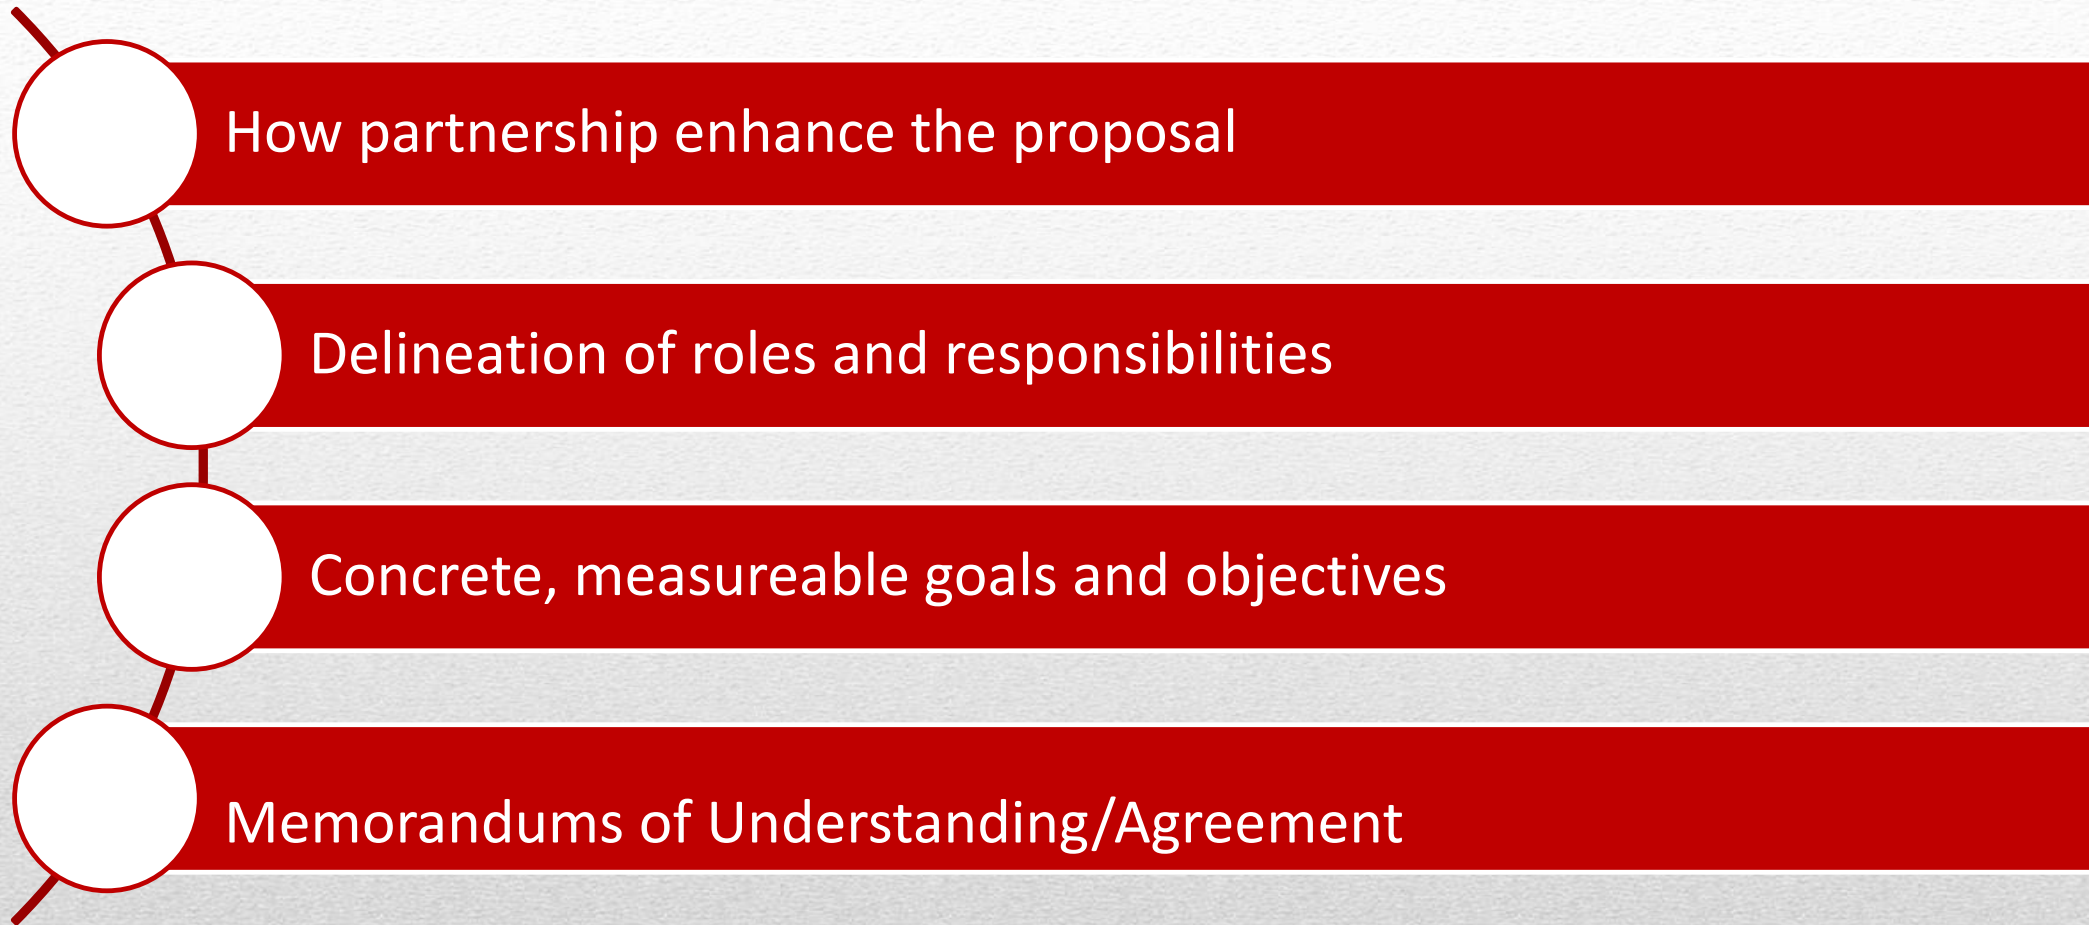 How partnership enhance the proposal
Delineation of roles and responsibilities
Concrete, measureable goals and objectives
Memorandums of Understanding/Agreement